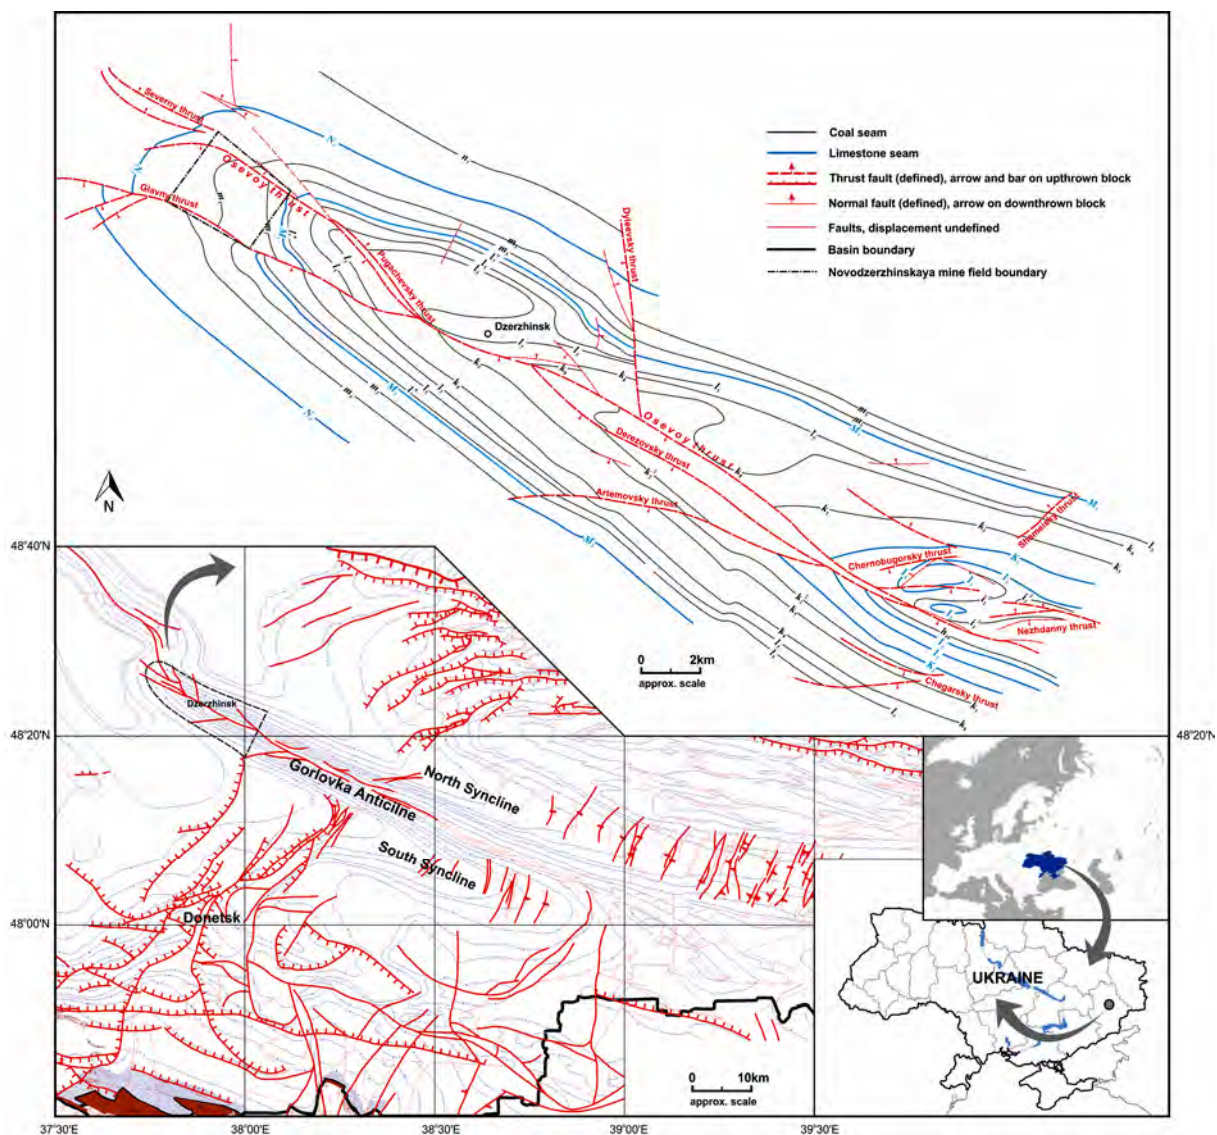 Severny thrust
Osevoy thrust
Glavny thrust
Pugachevsky thrust
Dyleevsky thrust
Dzerzhinsk
Osevoy thrust
Derezovsky thrust
Artemovsky thrust
Shameisky thrust
Chernobugorsky thrust
Nezhdanny thrust
Chegarsky thrust
Coal seam
Limestone seam
Thrust fault (defined), arrow and bar on upthrown block
Normal fault (defined), arrow on downthrown block
Faults, displacement undefined
Basin boundary
Novodzerzhinskaya mine field boundary
N
0 2km
approx. scale
48°40'N
48°20'N
48°20'N
48°00'N
Dzerzhinsk
Gorlovka Anticilne
North Syncline
South Syncline
Donetsk
0 10km
approx. scale
UKRAINE
37°30'E
38°00'E
38°30'E
39°00'E
39°30'E